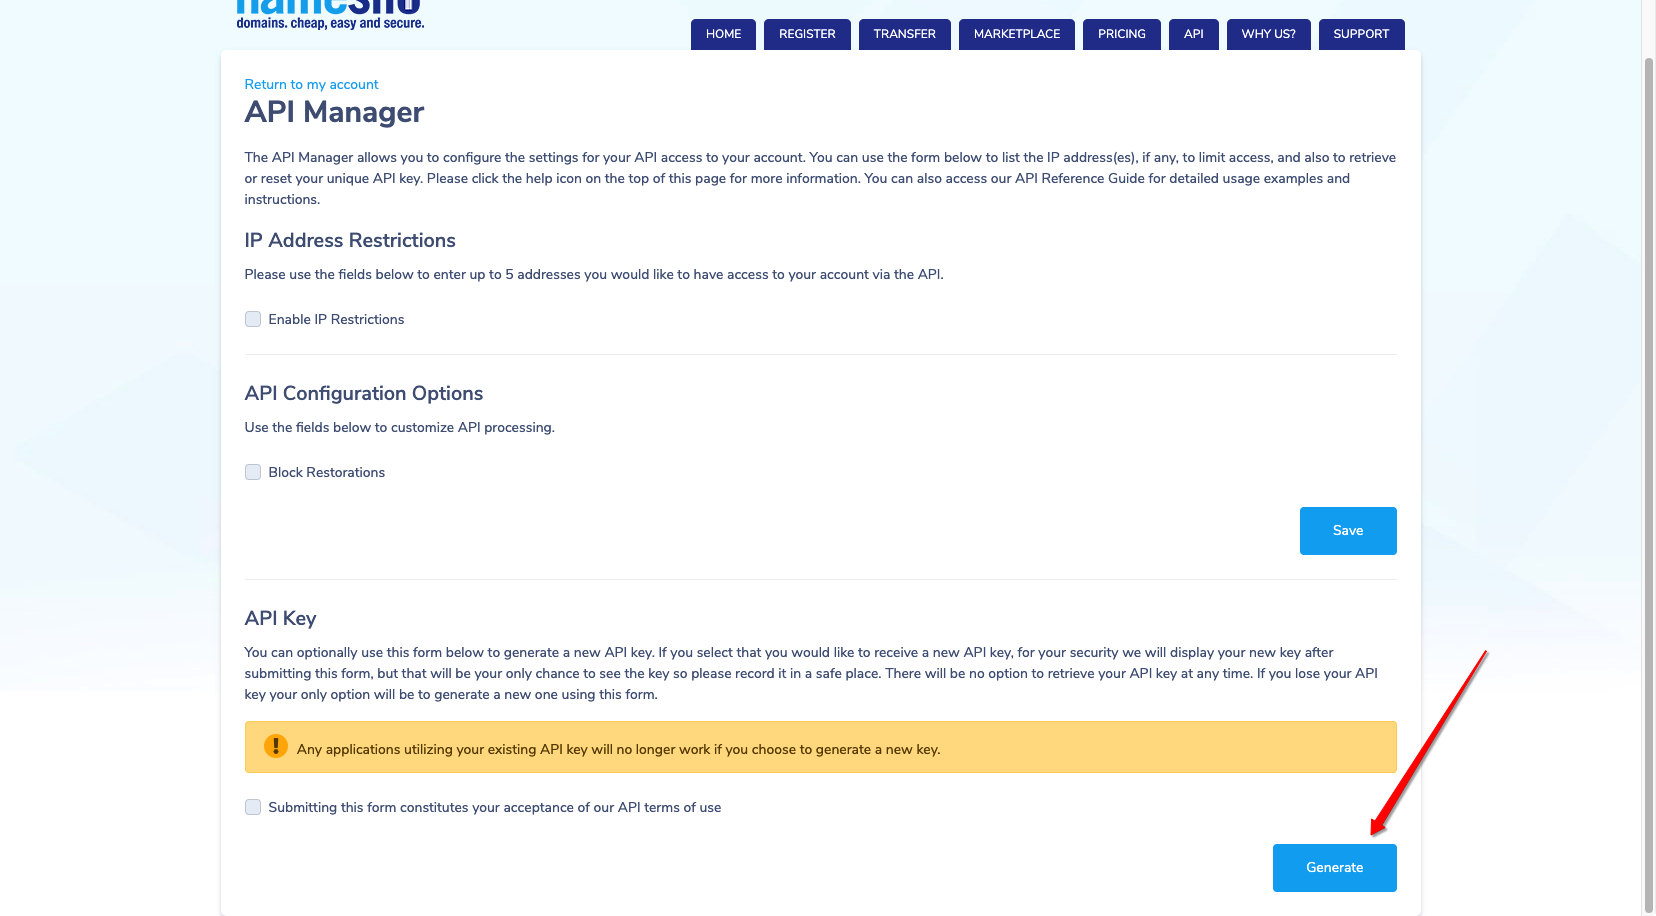 domains. cheap, easy and secure.
HOME REGISTER TRANSFER MARKETPLACE PRICING API WHY US? SUPPORT
Return to my account
API Manager
The API Manager allows you to configure the settings for your API access to your account. You can use the form below to list the IP address(es), if any, to limit access, and also to retrieve
or reset your unique API key. Please click the help icon on the top of this page for more information. You can also access our API Reference Guide for detailed usage examples and
instructions.
IP Address Restrictions
Please use the fields below to enter up to 5 addresses you would like to have access to your account via the API.
Enable IP Restrictions
API Configuration Options
Use the fields below to customize API processing.
Block Restorations
Save
API Key
You can optionally use this form below to generate a new API key. If you select that you would like to receive a new API key, for your security we will display your new key after
submitting this form, but that will be your only chance to see the key so please record it in a safe place. There will be no option to retrieve your API key at any time. If you lose your API
key your only option will be to generate a new one using this form.
Any applications utilizing your existing API key will no longer work if you choose to generate a new key.
Submitting this form constitutes your acceptance of our API terms of use
Generate